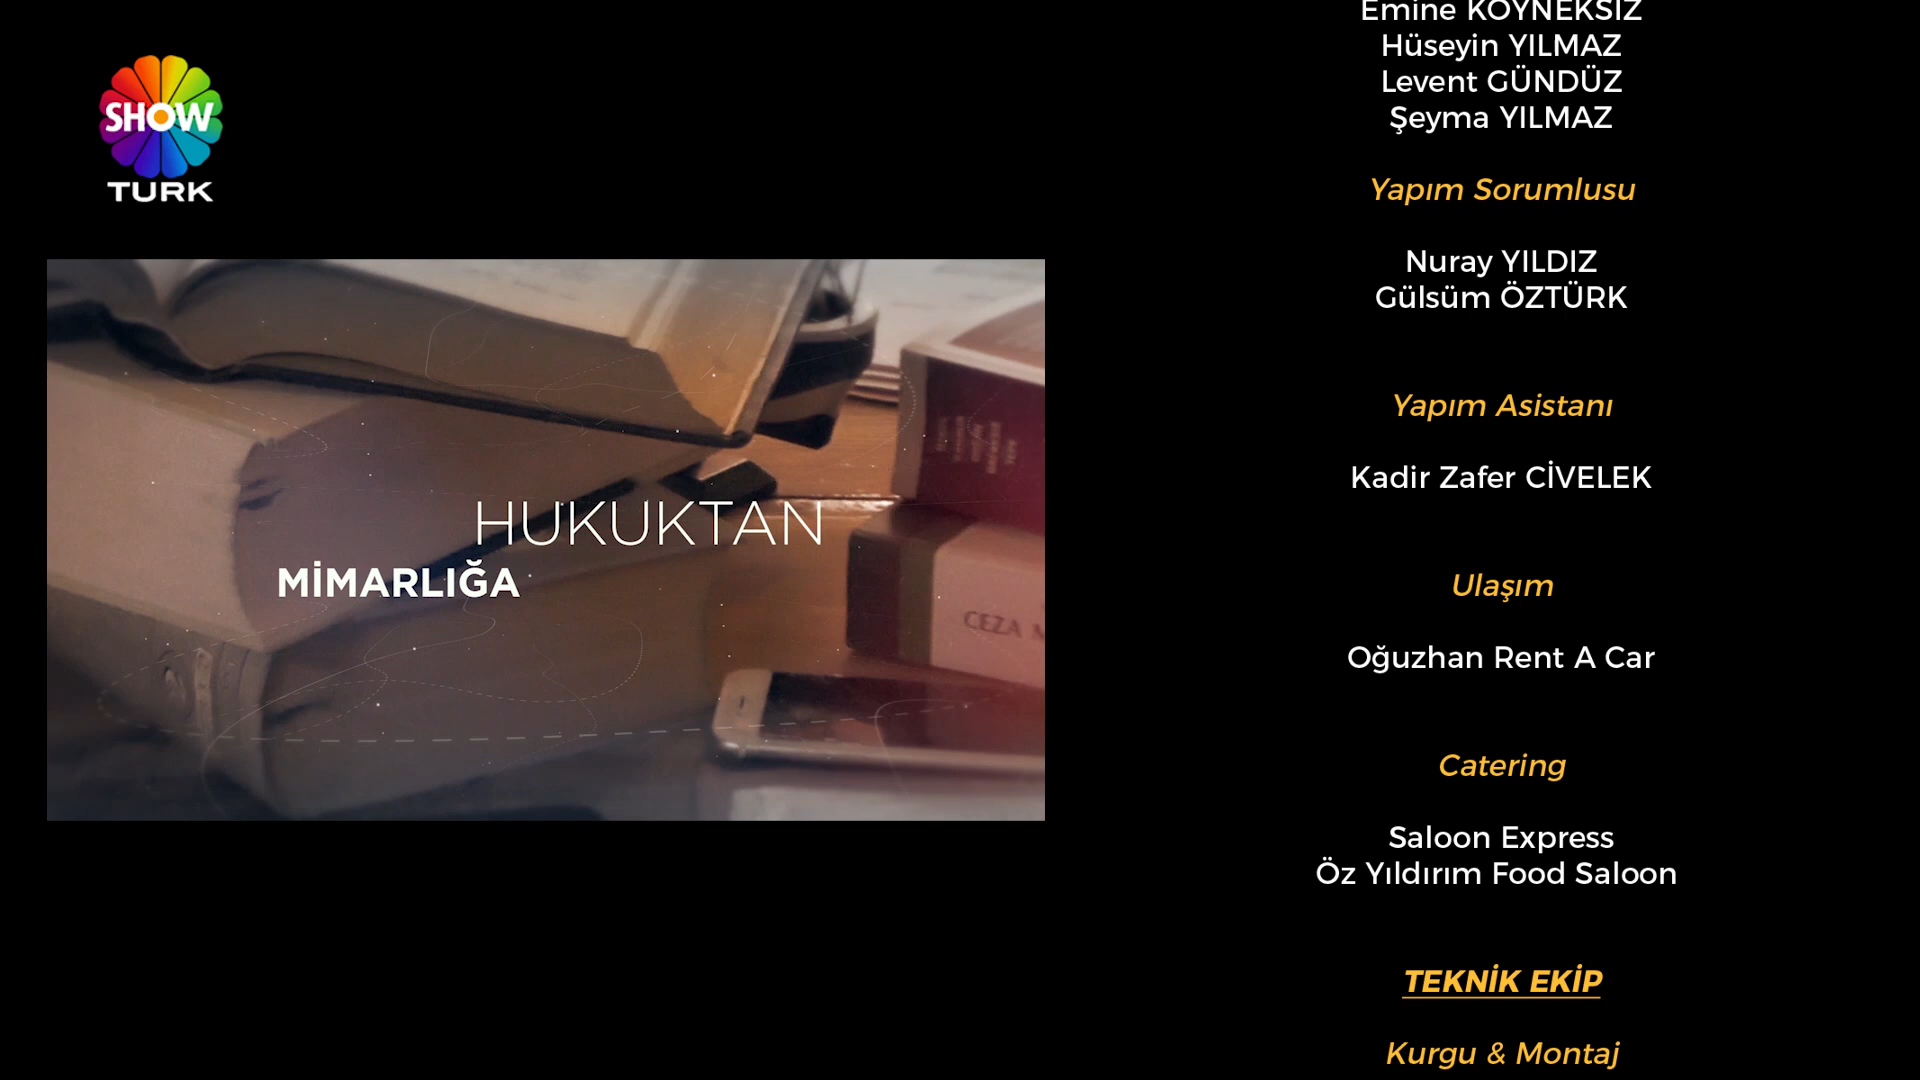 SHOW
TURK
HUKUKTAN
MİMARLIĞA
CEZA
Emine KÖYNEKSİZ
Hüseyin YILMAZ
Levent GÜNDÜZ
Şeyma YILMAZ
Yapım Sorumlusu
Nuray YILDIZ
Gülsüm ÖZTÜRK
Yapım Asistanı
Kadir Zafer CİVELEK
Ulaşım
Oğuzhan Rent A Car
Catering
Saloon Express
Öz Yıldırım Food Saloon
TEKNİK EKİP
Kurgu & Montaj